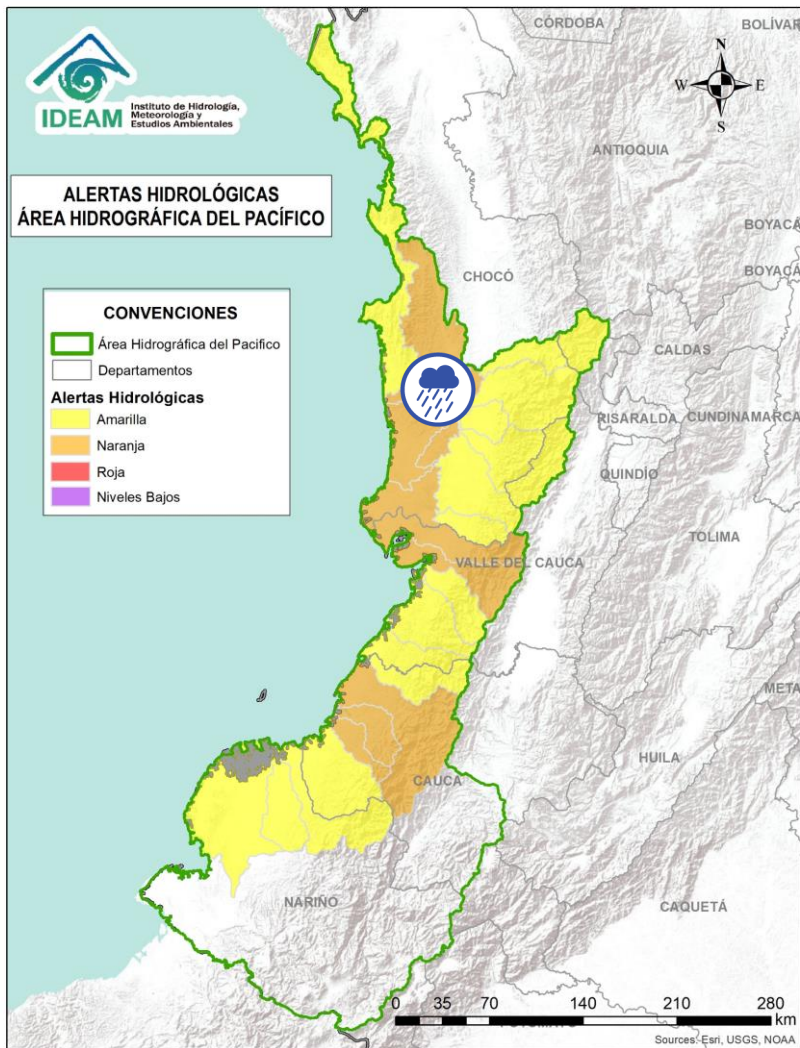 CÓRDOBA
BOLÍVAR
N
W
E
S
IDEAM
Instituto de Hidrología,
Meteorología y
Estudios Ambientales
ANTIOQUIA
ALERTAS HIDROLÓGICAS
ÁREA HIDROGRÁFICA DEL PACÍFICO
BOYACÁ
CHOCÓ
BOYACÁ
CONVENCIONES
Área Hidrográfica del Pacifico
Departamentos
Alertas Hidrológicas
Amarilla
Naranja
Roja
Niveles Bajos
CALDAS
RISARALDA
CUNDINAMARCA
QUINDÍO
TOLIMA
VALLE DEL CAUCA
META
HUILA
CAUCA
NARIÑO
CAQUETÁ
0 35 70 140 210 280
km
Sources: Esri, USGS, NOAA